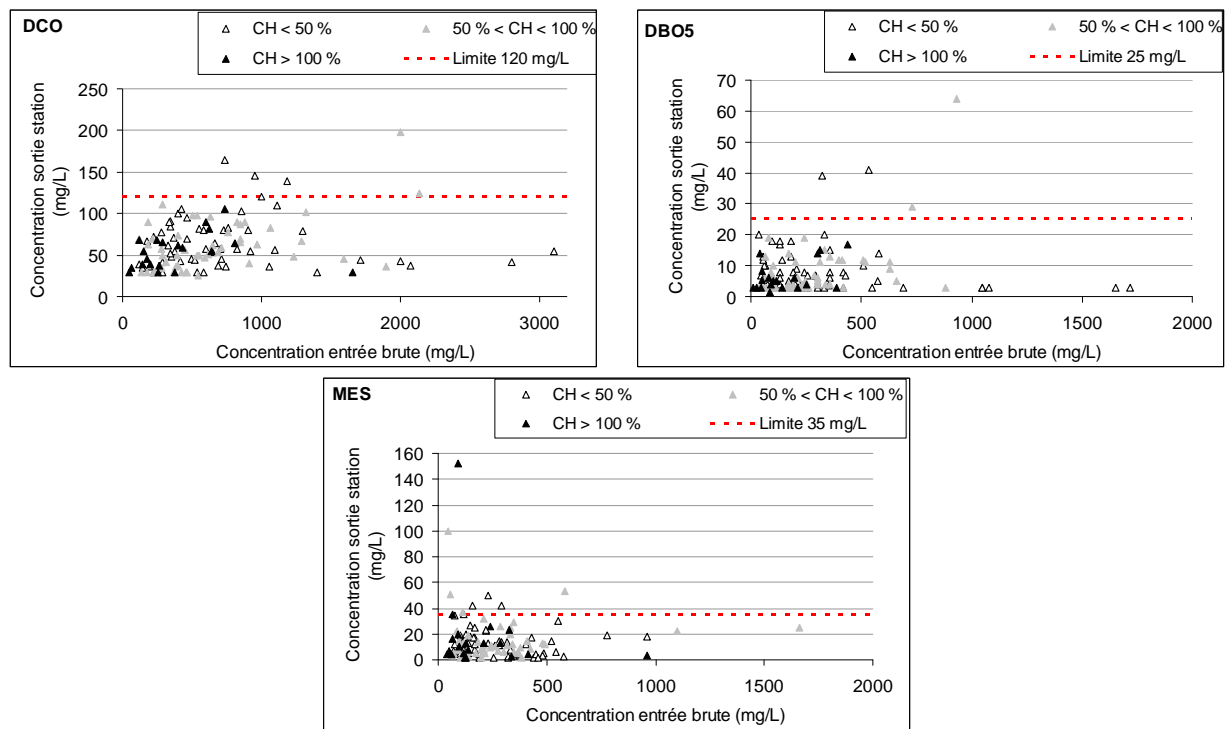 DCO
CH < 50 %
50 % < CH < 100 %
CH > 100 %
Limite 120 mg/L
250
200
150
100
50
0
0
1000
2000
3000
Concentration sortie station
(mg/L)
Concentration entrée brute (mg/L)
DBO5
CH < 50 %
50 % < CH < 100 %
CH > 100 %
Limite 25 mg/L
70
60
50
40
30
20
10
0
0
500
1000
1500
2000
Concentration sortie station
(mg/L)
Concentration entrée brute (mg/L)
MES
CH < 50 %
50 % < CH < 100 %
CH > 100 %
Limite 35 mg/L
160
140
120
100
80
60
40
20
0
0
500
1000
1500
2000
Concentration sortie station
(mg/L)
Concentration entrée brute (mg/L)